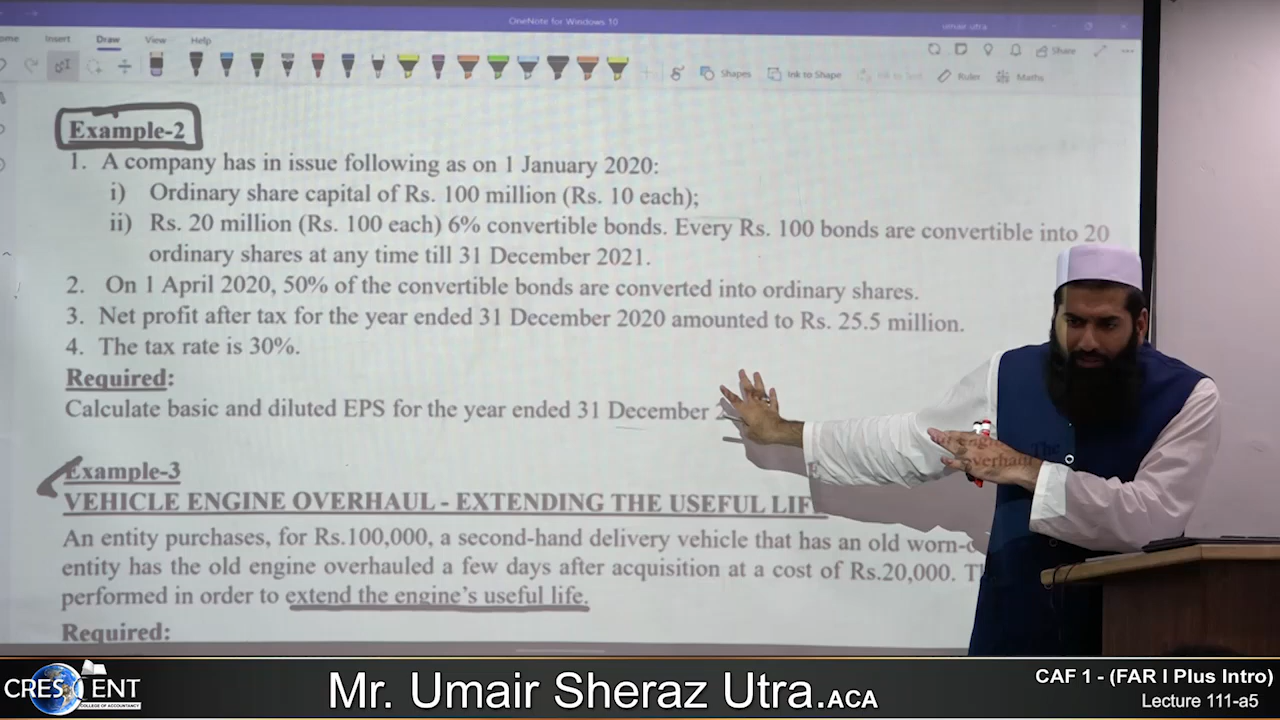 OneNote for Windows 10
umair utra
Insert Draw View Help
Share
Shapes Ink to Shape Ruler Maths
Example-2
1. A company has in issue following as on 1 January 2020:
i) Ordinary share capital of Rs. 100 million (Rs. 10 each);
ii) Rs. 20 million (Rs. 100 each) 6% convertible bonds. Every Rs. 100 bonds are convertible into 20
ordinary shares at any time till 31 December 2021.
2. On 1 April 2020, 50% of the convertible bonds are converted into ordinary shares.
3. Net profit after tax for the year ended 31 December 2020 amounted to Rs. 25.5 million.
4. The tax rate is 30%.
Required:
Calculate basic and diluted EPS for the year ended 31 December
Example-3
VEHICLE ENGINE OVERHAUL - EXTENDING THE USEFUL LIF
An entity purchases, for Rs.100,000, a second-hand delivery vehicle that has an old worn-
entity has the old engine overhauled a few days after acquisition at a cost of Rs.20,000.
performed in order to extend the engine's useful life.
Required:
CRESCENT
COLLEGE OF ACCOUNTANCY
Mr. Umair Sheraz Utra.ACA
CAF 1 - (FAR I Plus Intro)
Lecture 111-a5